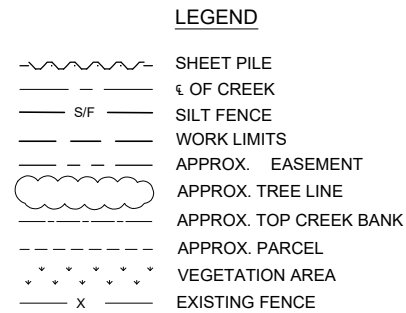 LEGEND
SHEET PILE
℄ OF CREEK
S/F SILT FENCE
WORK LIMITS
APPROX. EASEMENT
APPROX. TREE LINE
APPROX. TOP CREEK BANK
APPROX. PARCEL
VEGETATION AREA
X EXISTING FENCE